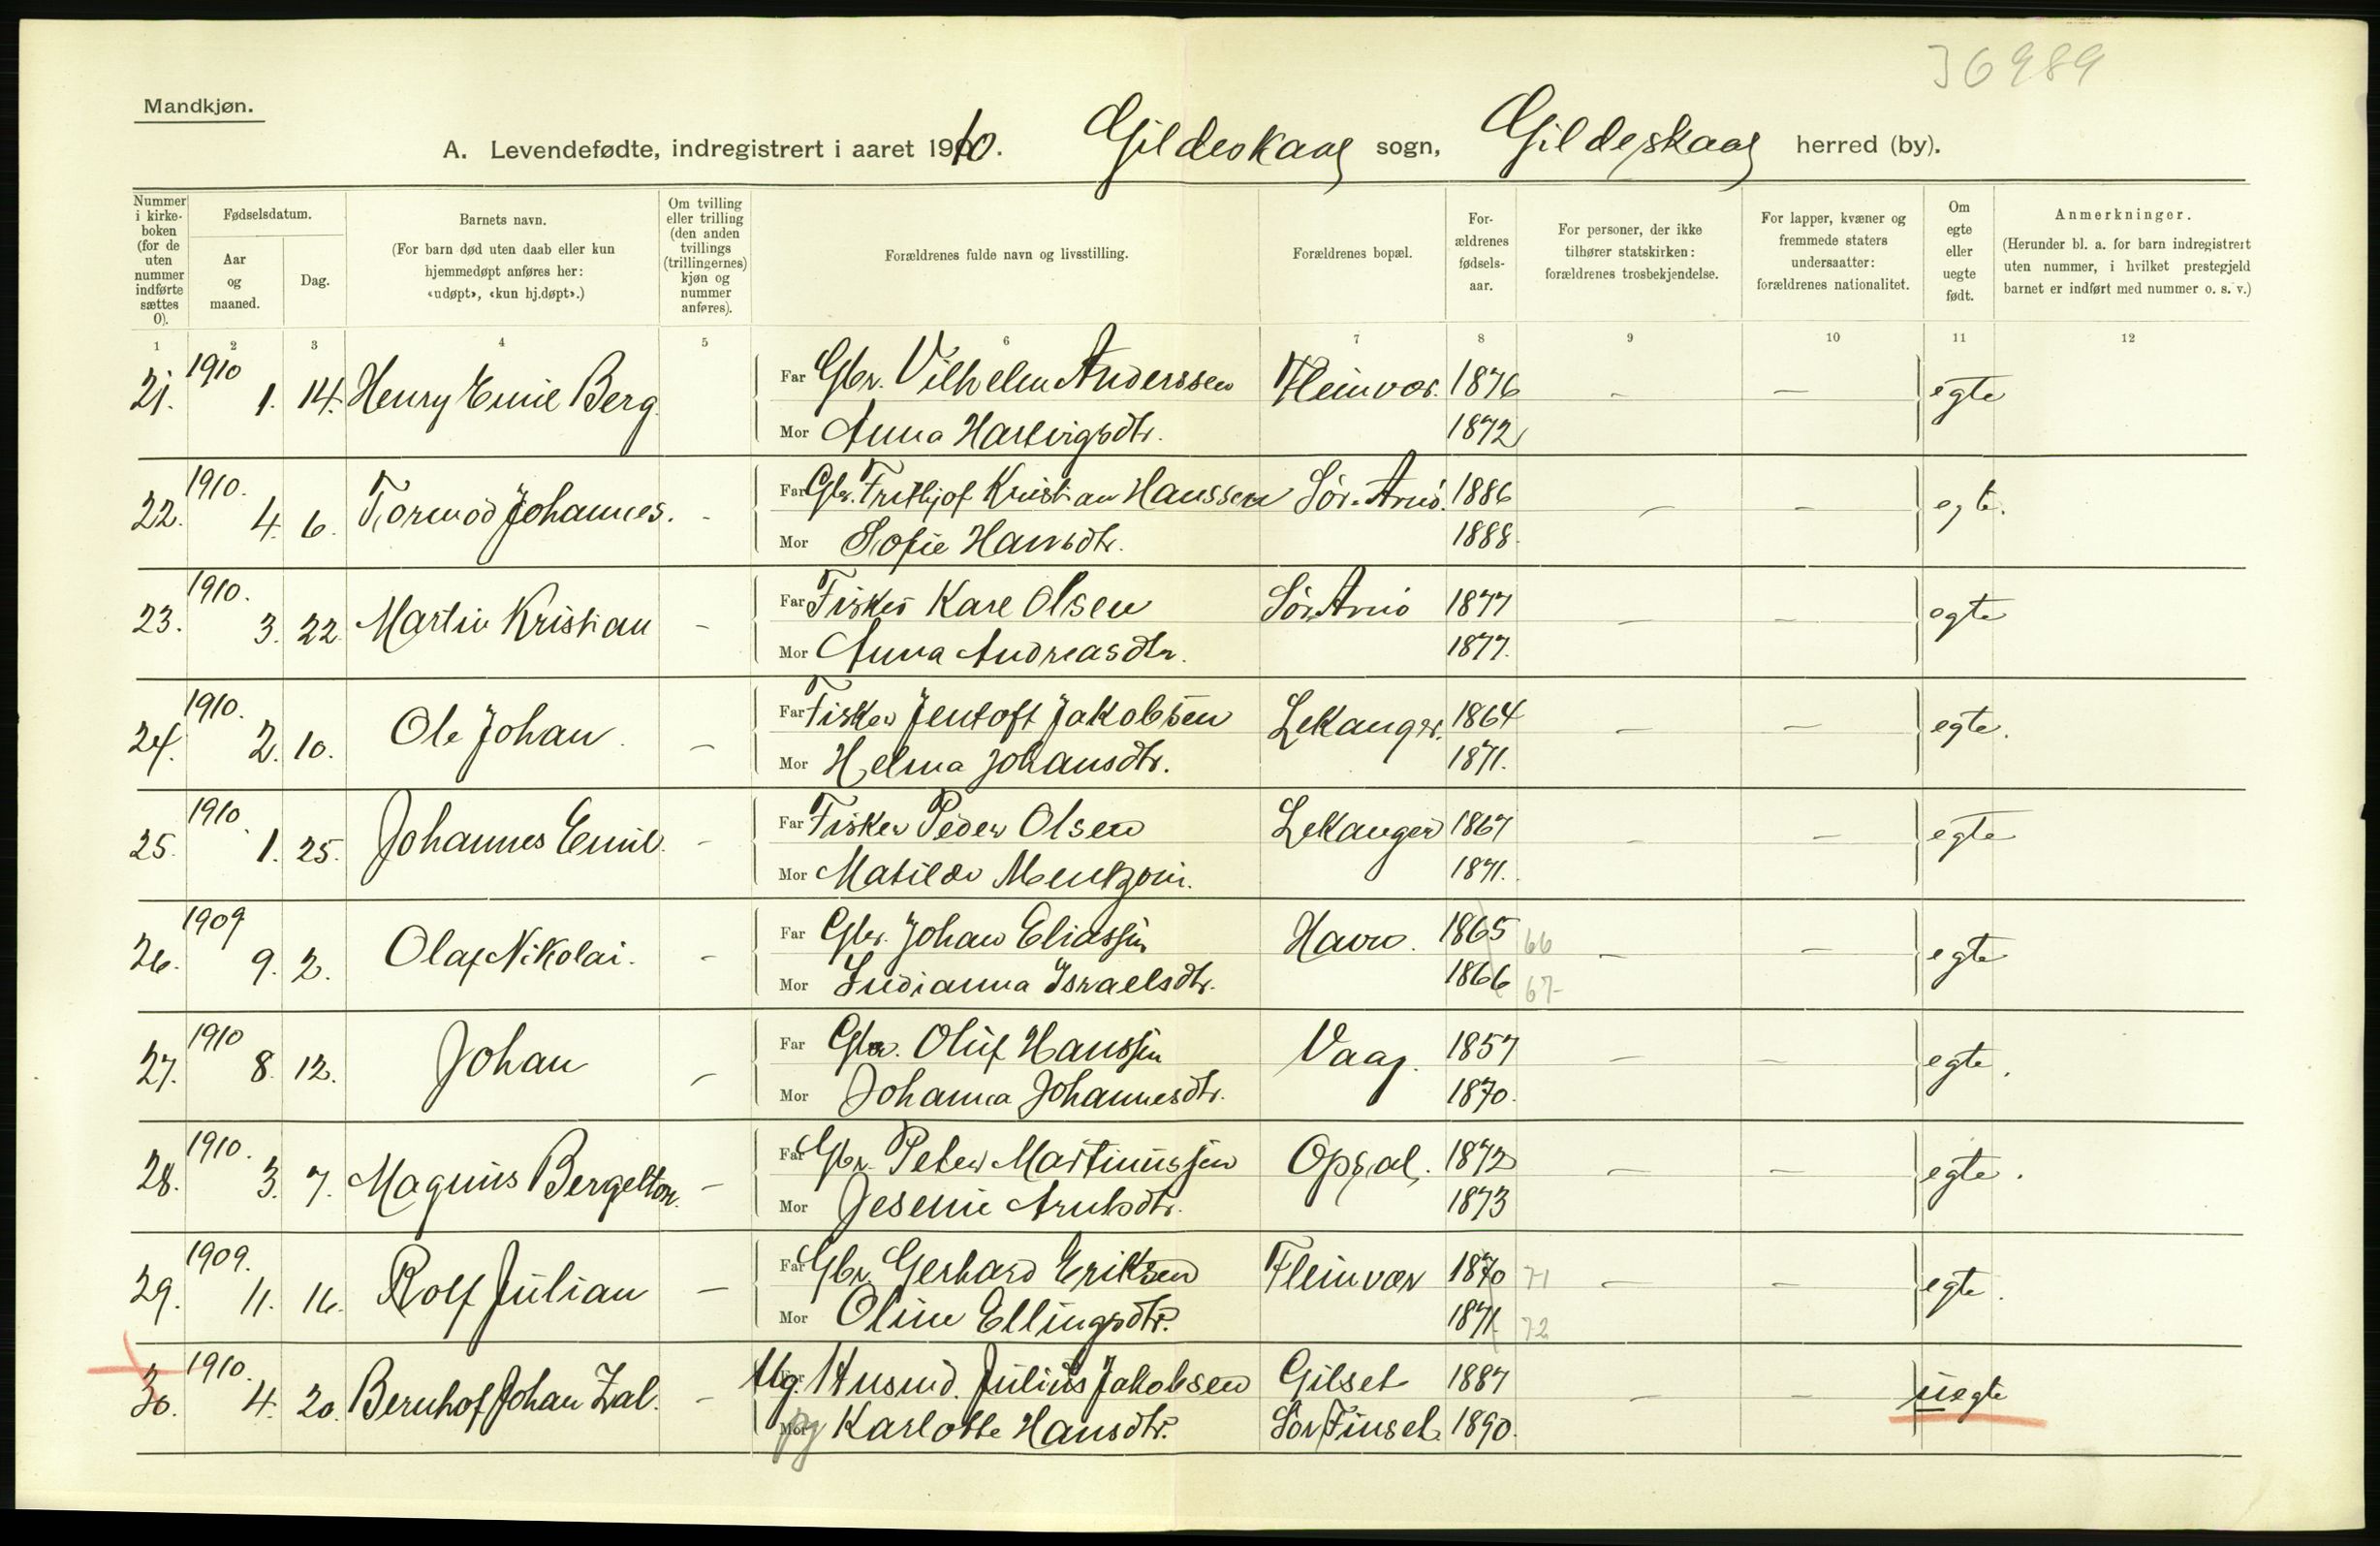 36989
Mandkjøn.
A. Levendefødte, indregistrert i aaret 1910. Gildeskaal sogn, Gildeskaal herred (by).
Nummer i kirkeboken (for de uten nummer indførte sættes 0).
Fødselsdatum.
Aar og maaned.
Dag.
Barnets navn.
(For barn død uten daab eller kun hjemmedøpt anføres her: «udøpt», «kun hj.døpt».)
Om tvilling eller trilling (den anden tvillings (trillingernes) kjøn og nummer anføres).
Forældrenes fulde navn og livsstilling.
Forældrenes bopæl.
Forældrenes fødselsaar.
For personer, der ikke tilhører statskirken: forældrenes trosbekjendelse.
For lapper, kvæner og fremmede staters undersaatter: forældrenes nationalitet.
Om egte eller uegte født.
Anmerkninger.
(Herunder bl. a. for barn indregistrert uten nummer, i hvilket prestegjeld barnet er indført med nummer o. s. v.)
1 2 3 4 5 6 7 8 9 10 11 12
21. 1910 1. 14. Henry Emil Berg. Far Gbr. Vilhelm Anderssen Fleinvær. 1876 - - egte
Mor Anna Hartvigsdtr. 1872
22. 1910. 4. 6. Tormod Johannes. - Far Gbr. Frithjof Kristian Hanssen Sør-Arnö. 1886 - - egte.
Mor Sofie Hansdtr. 1888.
23. 1910. 3. 22 Martin Kristian - Far Fisker Karl Olsen Sör Arnö 1877 - - egte
Mor Anna Andreasdtr. 1877.
24. 1910. 2. 10. Ole Johan. - Far Fisker Jentoft Jakobsen Lekanger. 1864 - - egte.
Mor Helma Johansdtr. 1871.
25. 1910. 1. 25. Johannes Emil. - Far Fisker Peder Olsen Lekanger 1867 - - egte
Mor Matilde Mentzoni. 1871.
26. 1909 9. 2. Olaf Nikolai. - Far Gbr. Johan Eliassen Havn. 1865 66 - - egte
Mor Indianna Israelsdtr. 1866 67
27. 1910 8. 12. Johan - Far Gbr. Oluf Hanssen Vaag. 1857 - - egte.
Mor Johanna Johannesdtr. 1870.
28. 1910. 3. 7. Magnus Bergelton. - Far Gbr. Peter Martinussen Opsal. 1872 - - egte.
Mor Jesenie Arntsdtr. 1873
29. 1909. 11. 16. Rolf Julian - Far Gbr. Gerhard Eriksen Fleinvær 1870 71 - - egte.
Mor Oline Ellingsdtr. 1871. 72
30. 1910. 4. 20. Bernhof Johan Zal. - Far Ug. Husmd. Julius Jakobsen Gilset 1887 - - uegte
Mor pg Karlotte Hansdtr. Sör Finset. 1890.